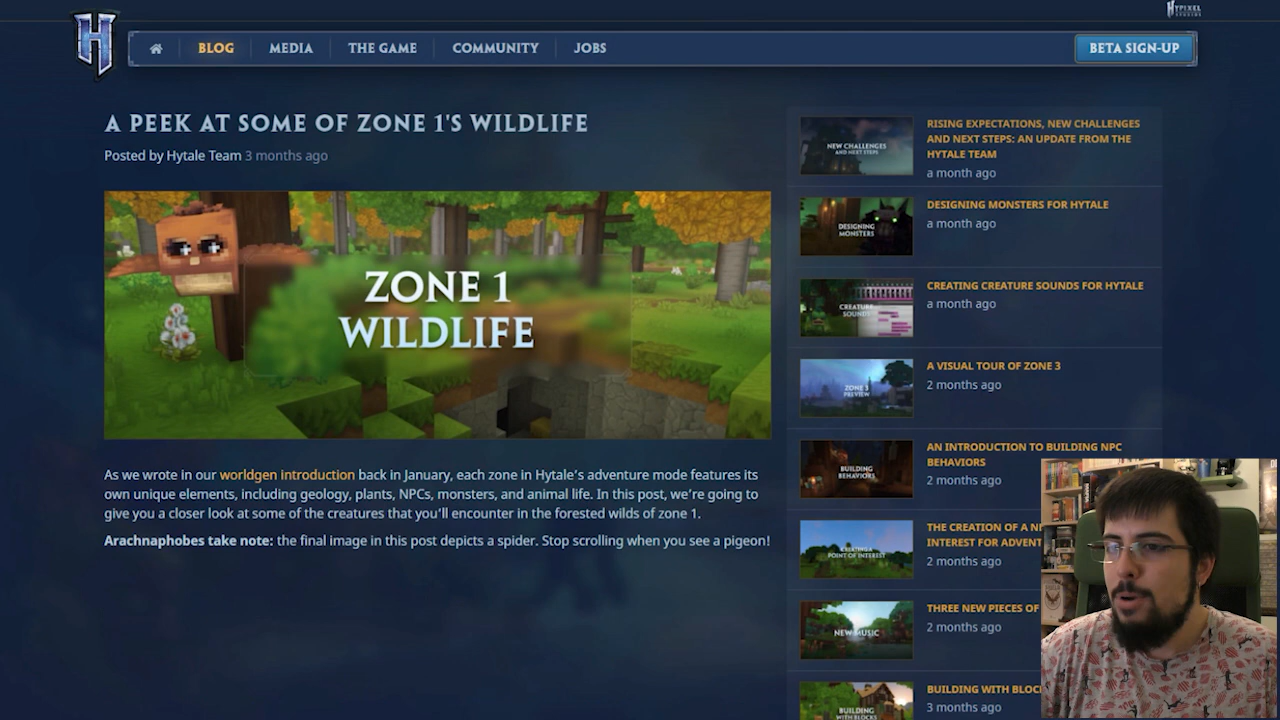 HYPIXEL
STUDIOS
H
BLOG
MEDIA
THE GAME
COMMUNITY
JOBS
BETA SIGN-UP
A PEEK AT SOME OF ZONE 1'S WILDLIFE
Posted by Hytale Team 3 months ago
ZONE 1
WILDLIFE
As we wrote in our worldgen introduction back in January, each zone in Hytale's adventure mode features its
own unique elements, including geology, plants, NPCs, monsters, and animal life. In this post, we're going to
give you a closer look at some of the creatures that you'll encounter in the forested wilds of zone 1.
Arachnaphobes take note: the final image in this post depicts a spider. Stop scrolling when you see a pigeon!
NEW CHALLENGES
AND NEXT STEPS
RISING EXPECTATIONS, NEW CHALLENGES
AND NEXT STEPS: AN UPDATE FROM THE
HYTALE TEAM
a month ago
DESIGNING
MONSTERS
DESIGNING MONSTERS FOR HYTALE
a month ago
CREATURE
SOUNDS
CREATING CREATURE SOUNDS FOR HYTALE
a month ago
ZONE 3
PREVIEW
A VISUAL TOUR OF ZONE 3
2 months ago
BUILDING
BEHAVIORS
AN INTRODUCTION TO BUILDING NPC
BEHAVIORS
2 months ago
CREATING A
POINT OF INTEREST
THE CREATION OF A
INTEREST FOR ADVENT
2 months ago
NEW MUSIC
THREE NEW PIECES OF
2 months ago
BUILDING
WITH BLOCKS
BUILDING WITH BLOC
3 months ago